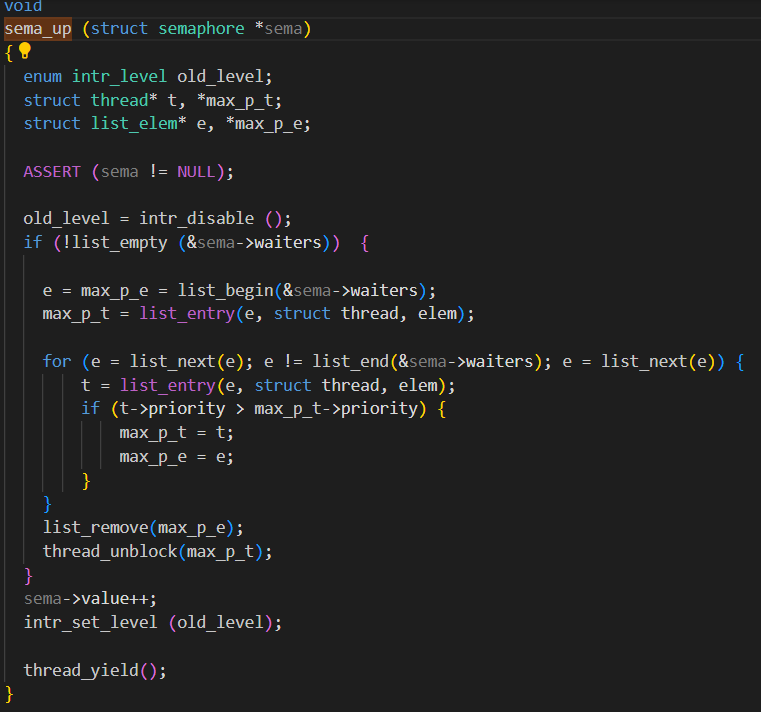 void
sema_up (struct semaphore *sema)
{
  enum intr_level old_level;
  struct thread* t, *max_p_t;
  struct list_elem* e, *max_p_e;

  ASSERT (sema != NULL);

  old_level = intr_disable ();
  if (!list_empty (&sema->waiters))  {

    e = max_p_e = list_begin(&sema->waiters);
    max_p_t = list_entry(e, struct thread, elem);

    for (e = list_next(e); e != list_end(&sema->waiters); e = list_next(e)) {
        t = list_entry(e, struct thread, elem);
        if (t->priority > max_p_t->priority) {
            max_p_t = t;
            max_p_e = e;
        }
    }
    list_remove(max_p_e);
    thread_unblock(max_p_t);
  }
  sema->value++;
  intr_set_level (old_level);

  thread_yield();
}